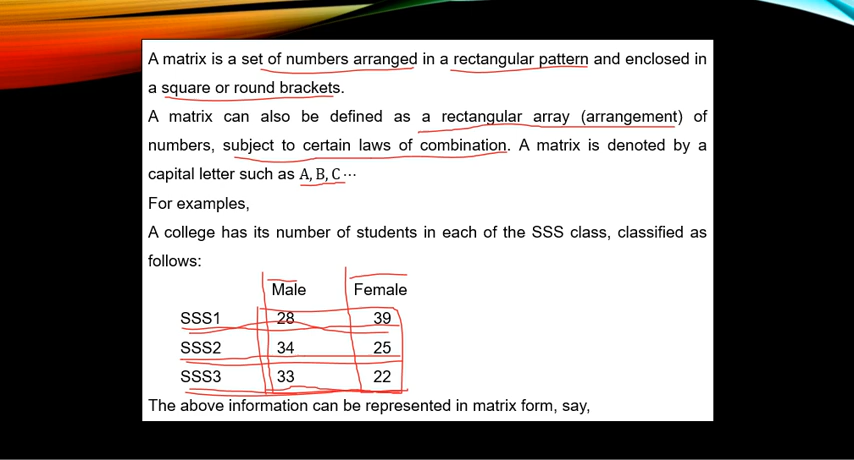 A matrix is a set of numbers arranged in a rectangular pattern and enclosed in
a square or round brackets.
A matrix can also be defined as a rectangular array (arrangement) of
numbers, subject to certain laws of combination. A matrix is denoted by a
capital letter such as A, B, C ⋯
For examples,
A college has its number of students in each of the SSS class, classified as
follows:
Male Female
SSS1 28 39
SSS2 34 25
SSS3 33 22
The above information can be represented in matrix form, say,